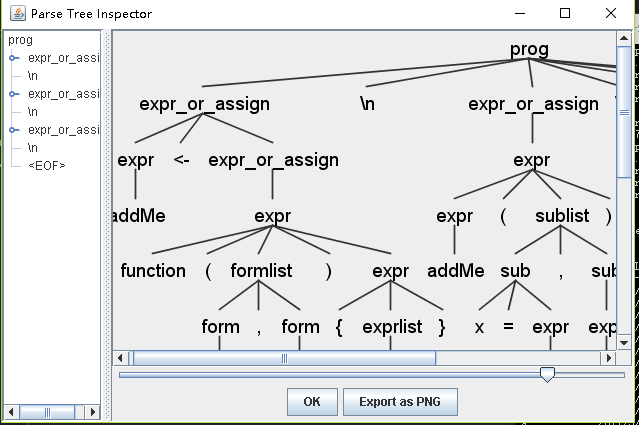 Parse Tree Inspector
prog
expr_or_assi
\n
expr_or_assi
\n
expr_or_assi
\n
<EOF>
prog
expr_or_assign \n expr_or_assign
expr <- expr_or_assign expr
addMe expr expr ( sublist )
function ( formlist ) expr addMe sub , sub
form , form { exprlist } x = expr exp
OK Export as PNG